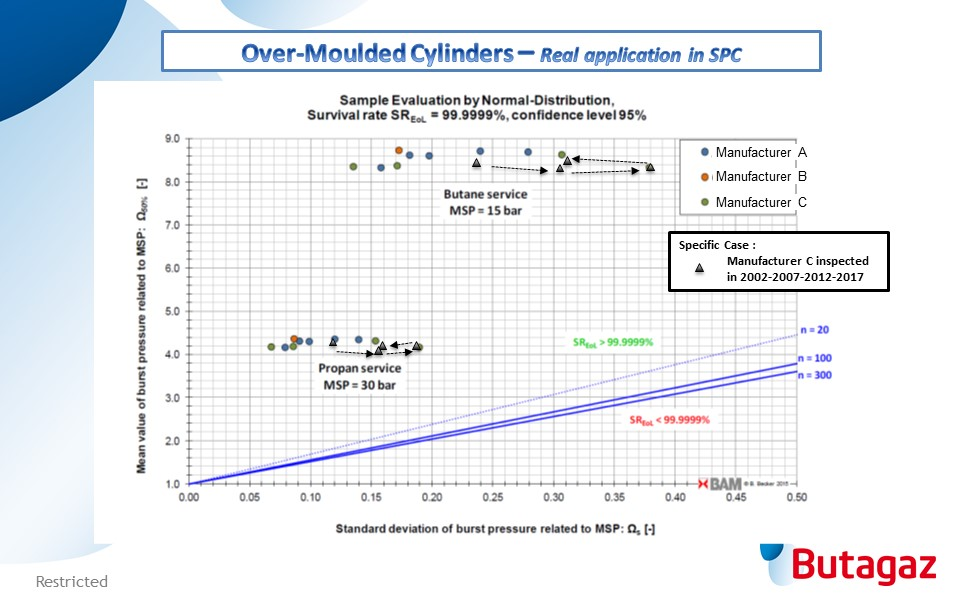 Over-Moulded Cylinders – Real application in SPC
Sample Evaluation by Normal-Distribution,
Survival rate SREoL = 99.9999%, confidence level 95%
Mean value of burst pressure related to MSP: Ω50% [-]
9.0
8.0
7.0
6.0
5.0
4.0
3.0
2.0
1.0
Manufacturer A
Manufacturer B
Manufacturer C
Butane service
MSP = 15 bar
Specific Case :
Manufacturer C inspected
in 2002-2007-2012-2017
Propan service
MSP = 30 bar
SREoL > 99.9999%
n = 20
n = 100
n = 300
SREoL < 99.9999%
BAM © B. Becker 2015
0.00 0.05 0.10 0.15 0.20 0.25 0.30 0.35 0.40 0.45 0.50
Standard deviation of burst pressure related to MSP: Ωs [-]
Restricted
Butagaz